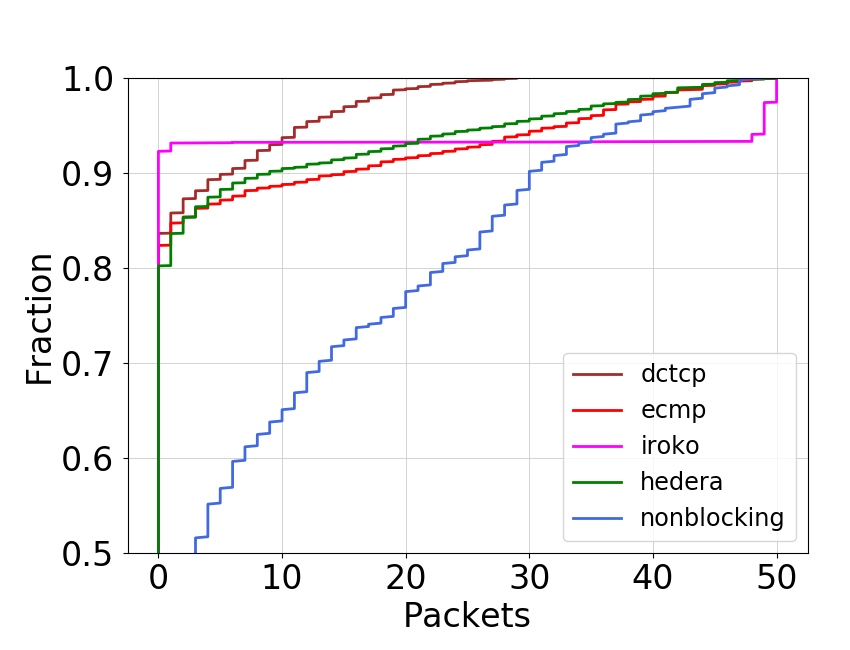 1.0
0.9
0.8
0.7
0.6
0.5
Fraction
0 10 20 30 40 50
Packets
dctcp
ecmp
iroko
hedera
nonblocking